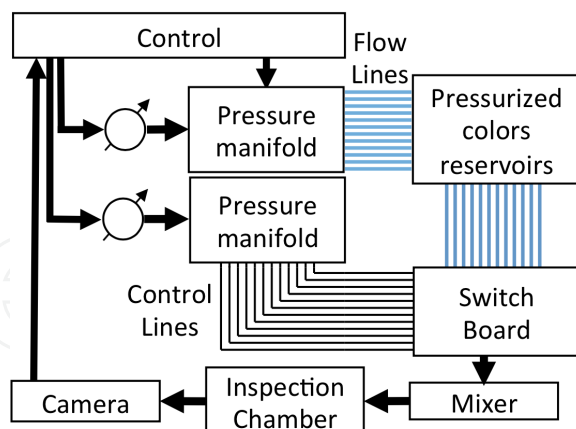 Control
Flow
Lines
Pressure
manifold
Pressurized
colors
reservoirs
Pressure
manifold
Control
Lines
Switch
Board
Camera
Inspection
Chamber
Mixer